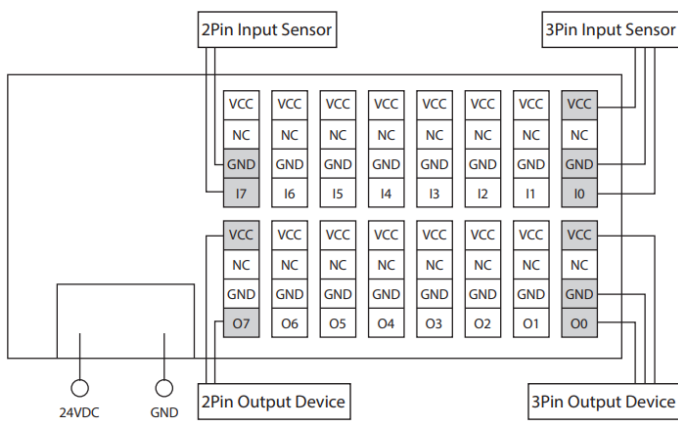 2Pin Input Sensor 3Pin Input Sensor
VCC VCC VCC VCC VCC VCC VCC VCC
NC NC NC NC NC NC NC NC
GND GND GND GND GND GND GND GND
I7 I6 I5 I4 I3 I2 I1 I0
VCC VCC VCC VCC VCC VCC VCC VCC
NC NC NC NC NC NC NC NC
GND GND GND GND GND GND GND GND
O7 O6 O5 O4 O3 O2 O1 O0
24VDC GND 2Pin Output Device 3Pin Output Device